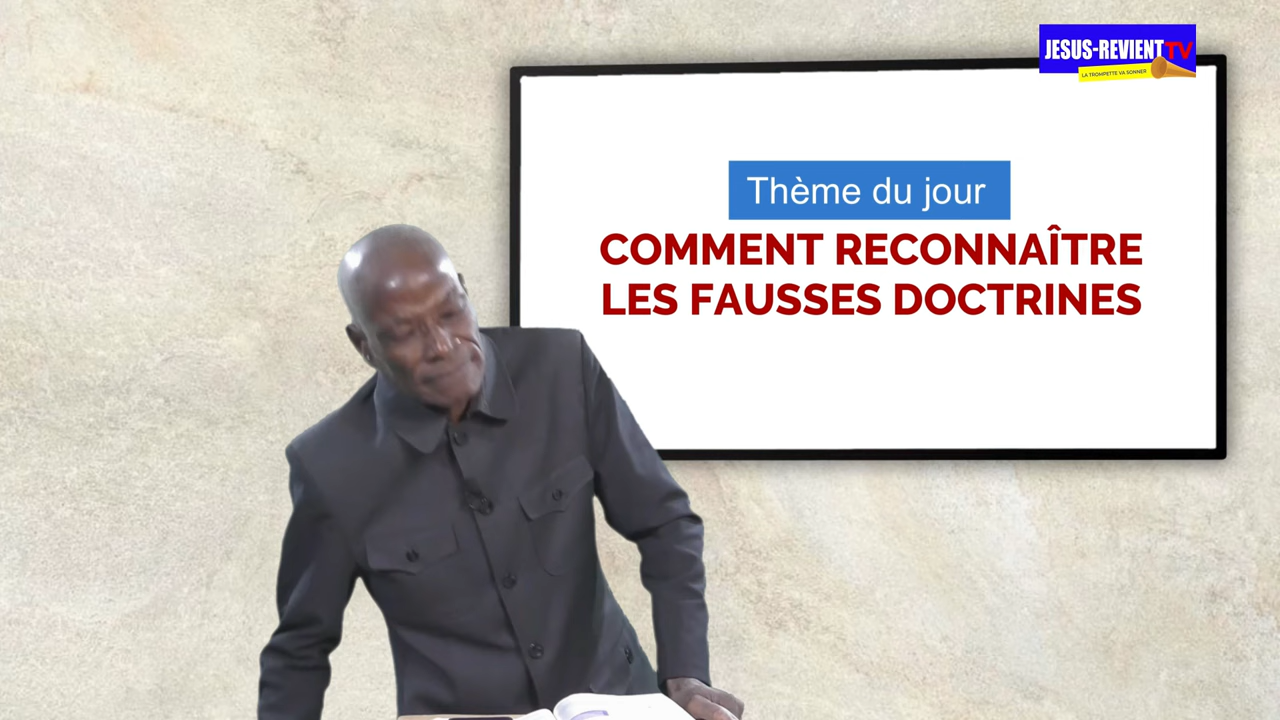 JESUS-REVIENT TV
LA TROMPETTE VA SONNER
Thème du jour
COMMENT RECONNAÎTRE
LES FAUSSES DOCTRINES